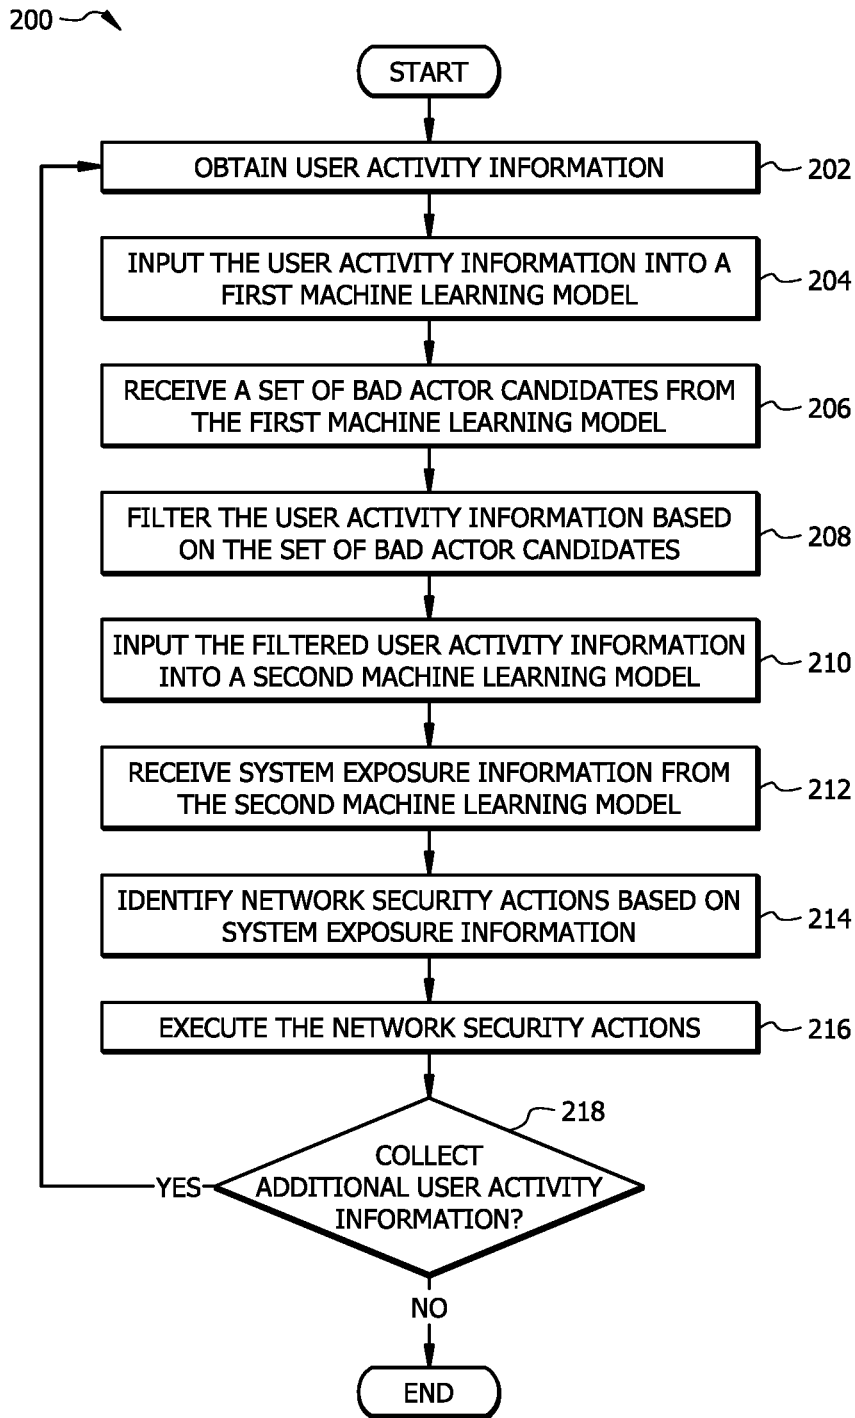 200
START
OBTAIN USER ACTIVITY INFORMATION
202
INPUT THE USER ACTIVITY INFORMATION INTO A
FIRST MACHINE LEARNING MODEL
204
RECEIVE A SET OF BAD ACTOR CANDIDATES FROM
THE FIRST MACHINE LEARNING MODEL
206
FILTER THE USER ACTIVITY INFORMATION BASED
ON THE SET OF BAD ACTOR CANDIDATES
208
INPUT THE FILTERED USER ACTIVITY INFORMATION
INTO A SECOND MACHINE LEARNING MODEL
210
RECEIVE SYSTEM EXPOSURE INFORMATION FROM
THE SECOND MACHINE LEARNING MODEL
212
IDENTIFY NETWORK SECURITY ACTIONS BASED ON
SYSTEM EXPOSURE INFORMATION
214
EXECUTE THE NETWORK SECURITY ACTIONS
216
218
COLLECT
ADDITIONAL USER ACTIVITY
INFORMATION?
YES
NO
END